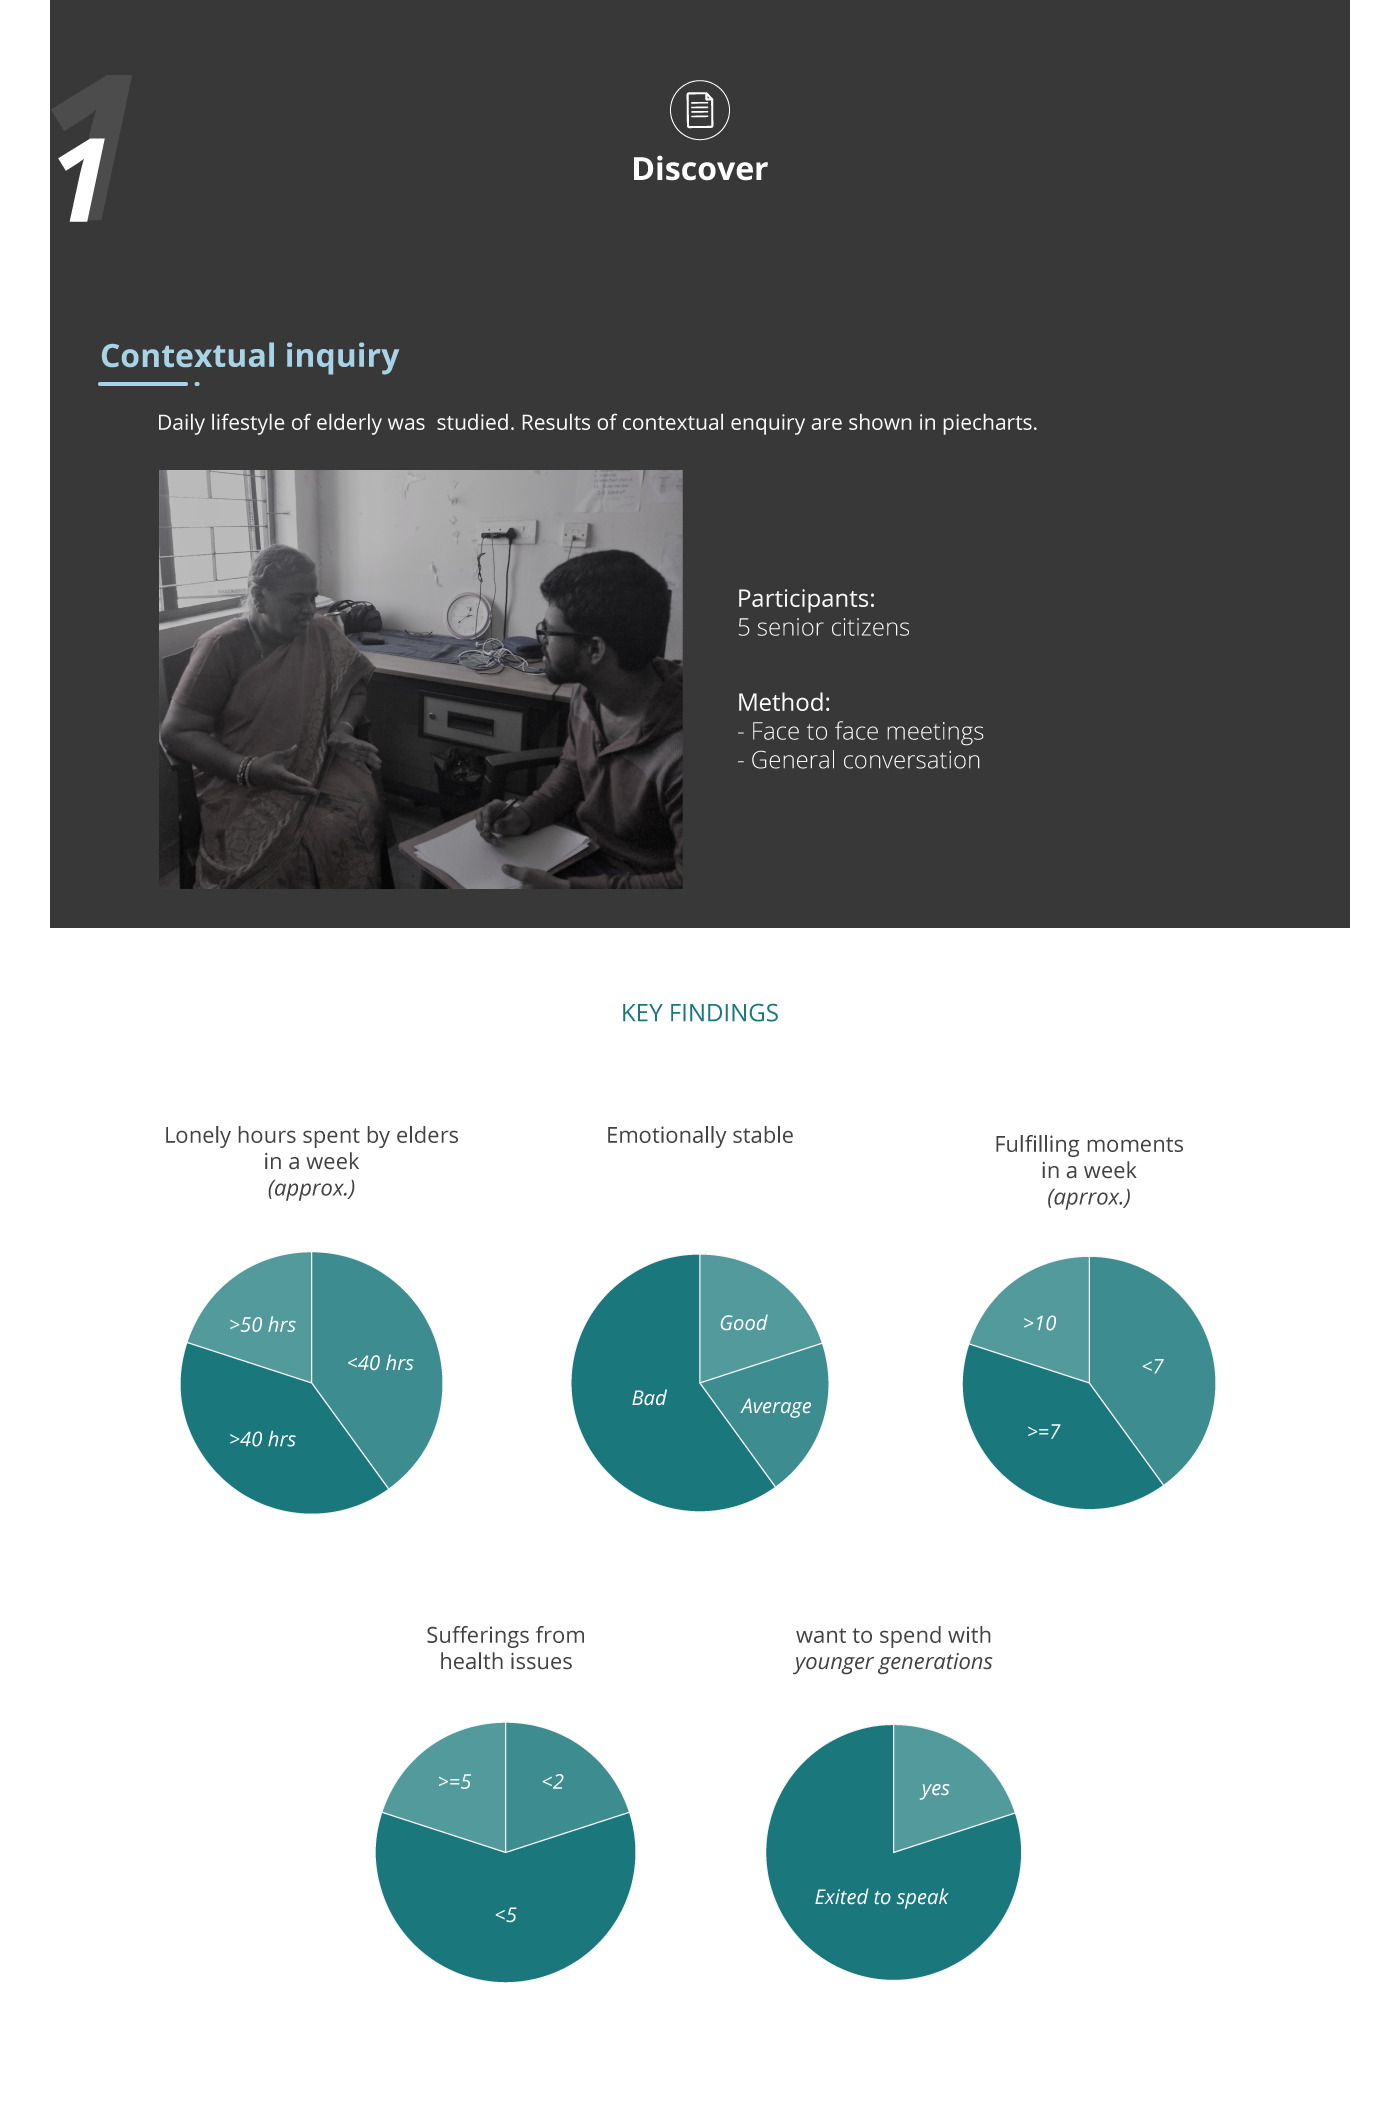 1
Discover
Contextual inquiry
Daily lifestyle of elderly was  studied. Results of contextual enquiry are shown in piecharts.
Participants:
5 senior citizens
Method:
- Face to face meetings
- General conversation
KEY FINDINGS
Lonely hours spent by elders
in a week
(approx.)
>50 hrs
<40 hrs
>40 hrs
Emotionally stable
Good
Bad
Average
Fulfilling moments
in a week
(aprrox.)
>10
<7
>=7
Sufferings from
health issues
>=5
<2
<5
want to spend with
younger generations
yes
Exited to speak